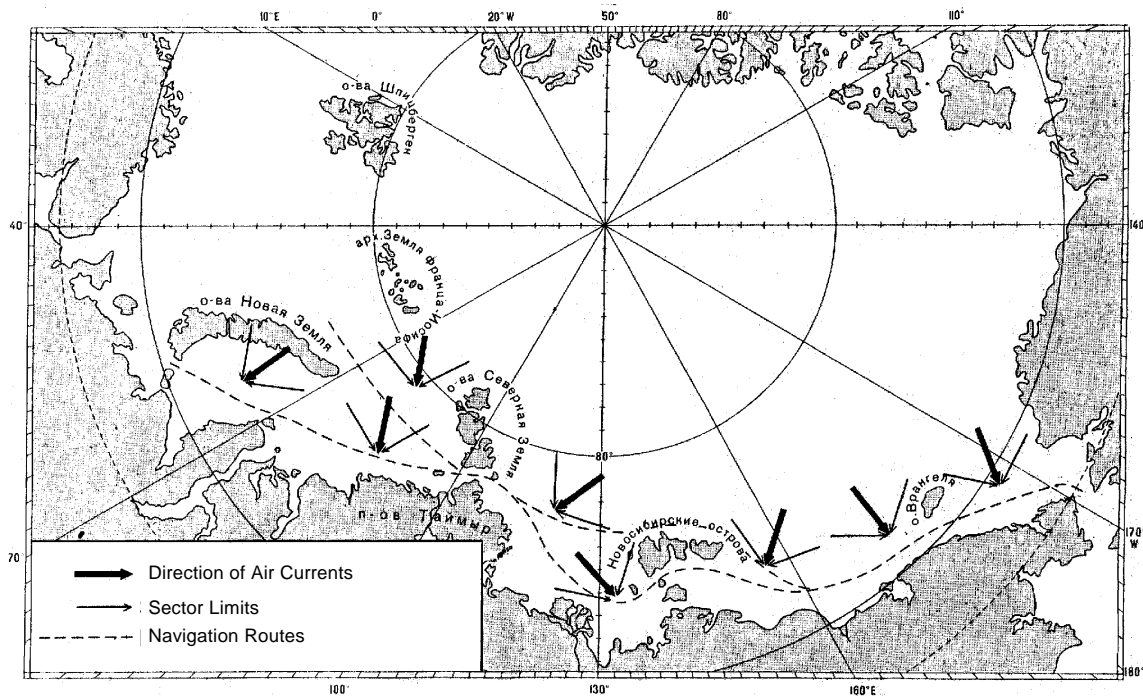 10°E 0° 20°W 50° 80° 110°
о-ва Шпицберген
40° 140
арх. Земля Франца-Иосифа
о-ва Новая Земля
о-ва Северная Земля
80°
о-Врангеля
Новосибирские острова
п-ов Таймыр
70 170 W
Direction of Air Currents
Sector Limits
Navigation Routes
180°
100° 130° 160°E